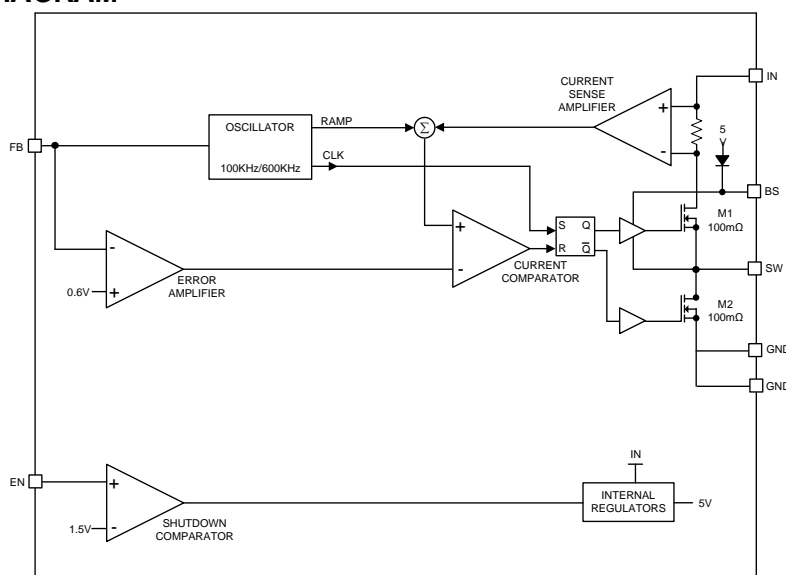 IN
CURRENT
SENSE
AMPLIFIER
+
-
OSCILLATOR
100KHz/600KHz
RAMP
Σ
CLK
FB
5
V
BS
M1
100mΩ
S Q
R Q̅
+
-
CURRENT
COMPARATOR
SW
-
+
0.6V
ERROR
AMPLIFIER
M2
100mΩ
GND
GND
EN
+
-
1.5V
SHUTDOWN
COMPARATOR
IN
INTERNAL
REGULATORS
5V